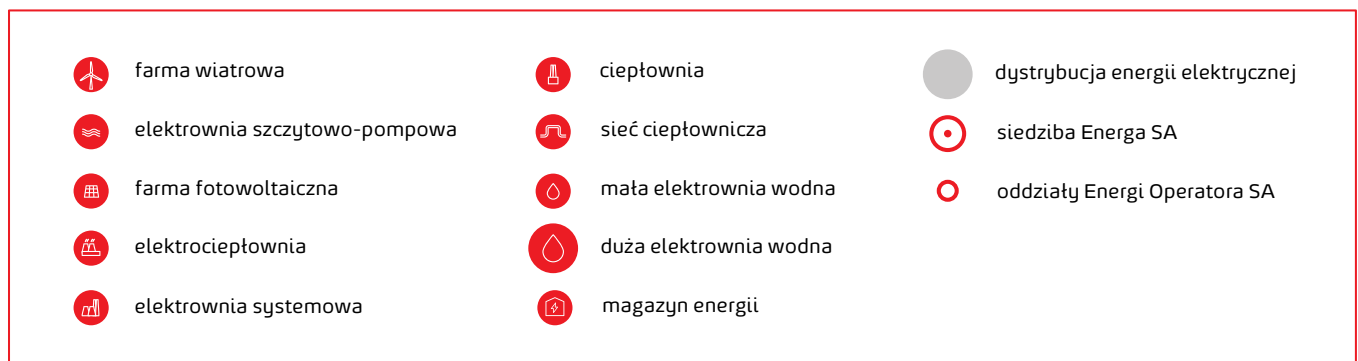 farma wiatrowa
elektrownia szczytowo-pompowa
farma fotowoltaiczna
elektrociepłownia
elektrownia systemowa
ciepłownia
sieć ciepłownicza
mała elektrownia wodna
duża elektrownia wodna
magazyn energii
dystrybucja energii elektrycznej
siedziba Energa SA
oddziały Energi Operatora SA